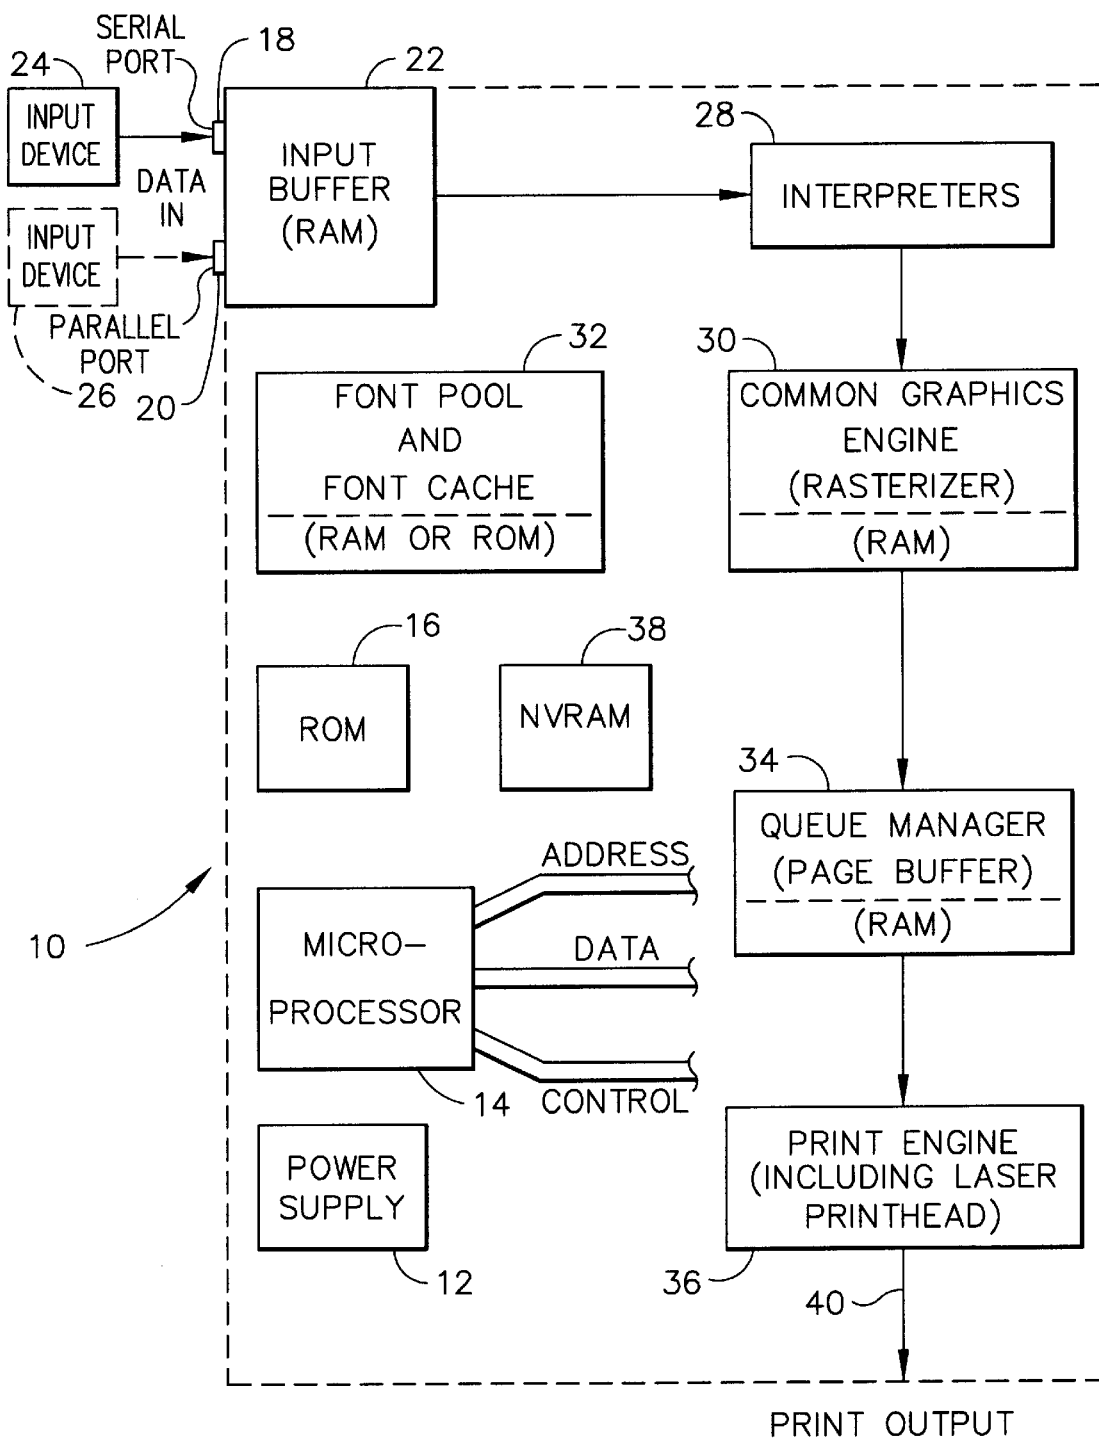 SERIAL
PORT
18
24
22
INPUT
DEVICE
DATA
IN
INPUT
DEVICE
PARALLEL
PORT
26
20
INPUT
BUFFER
(RAM)
28
INTERPRETERS
32
FONT POOL
AND
FONT CACHE
(RAM OR ROM)
30
COMMON GRAPHICS
ENGINE
(RASTERIZER)
(RAM)
16
ROM
38
NVRAM
34
QUEUE MANAGER
(PAGE BUFFER)
(RAM)
10
MICRO-
PROCESSOR
14
ADDRESS
DATA
CONTROL
POWER
SUPPLY
12
PRINT ENGINE
(INCLUDING LASER
PRINTHEAD)
36
40
PRINT OUTPUT